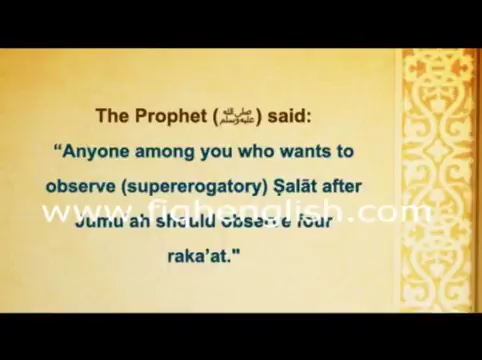 The Prophet (ﷺ) said:
“Anyone among you who wants to
observe (supererogatory) Ṣalāt after
www.fiqhenglish.com
Jumu'ah should observe four
raka’at."